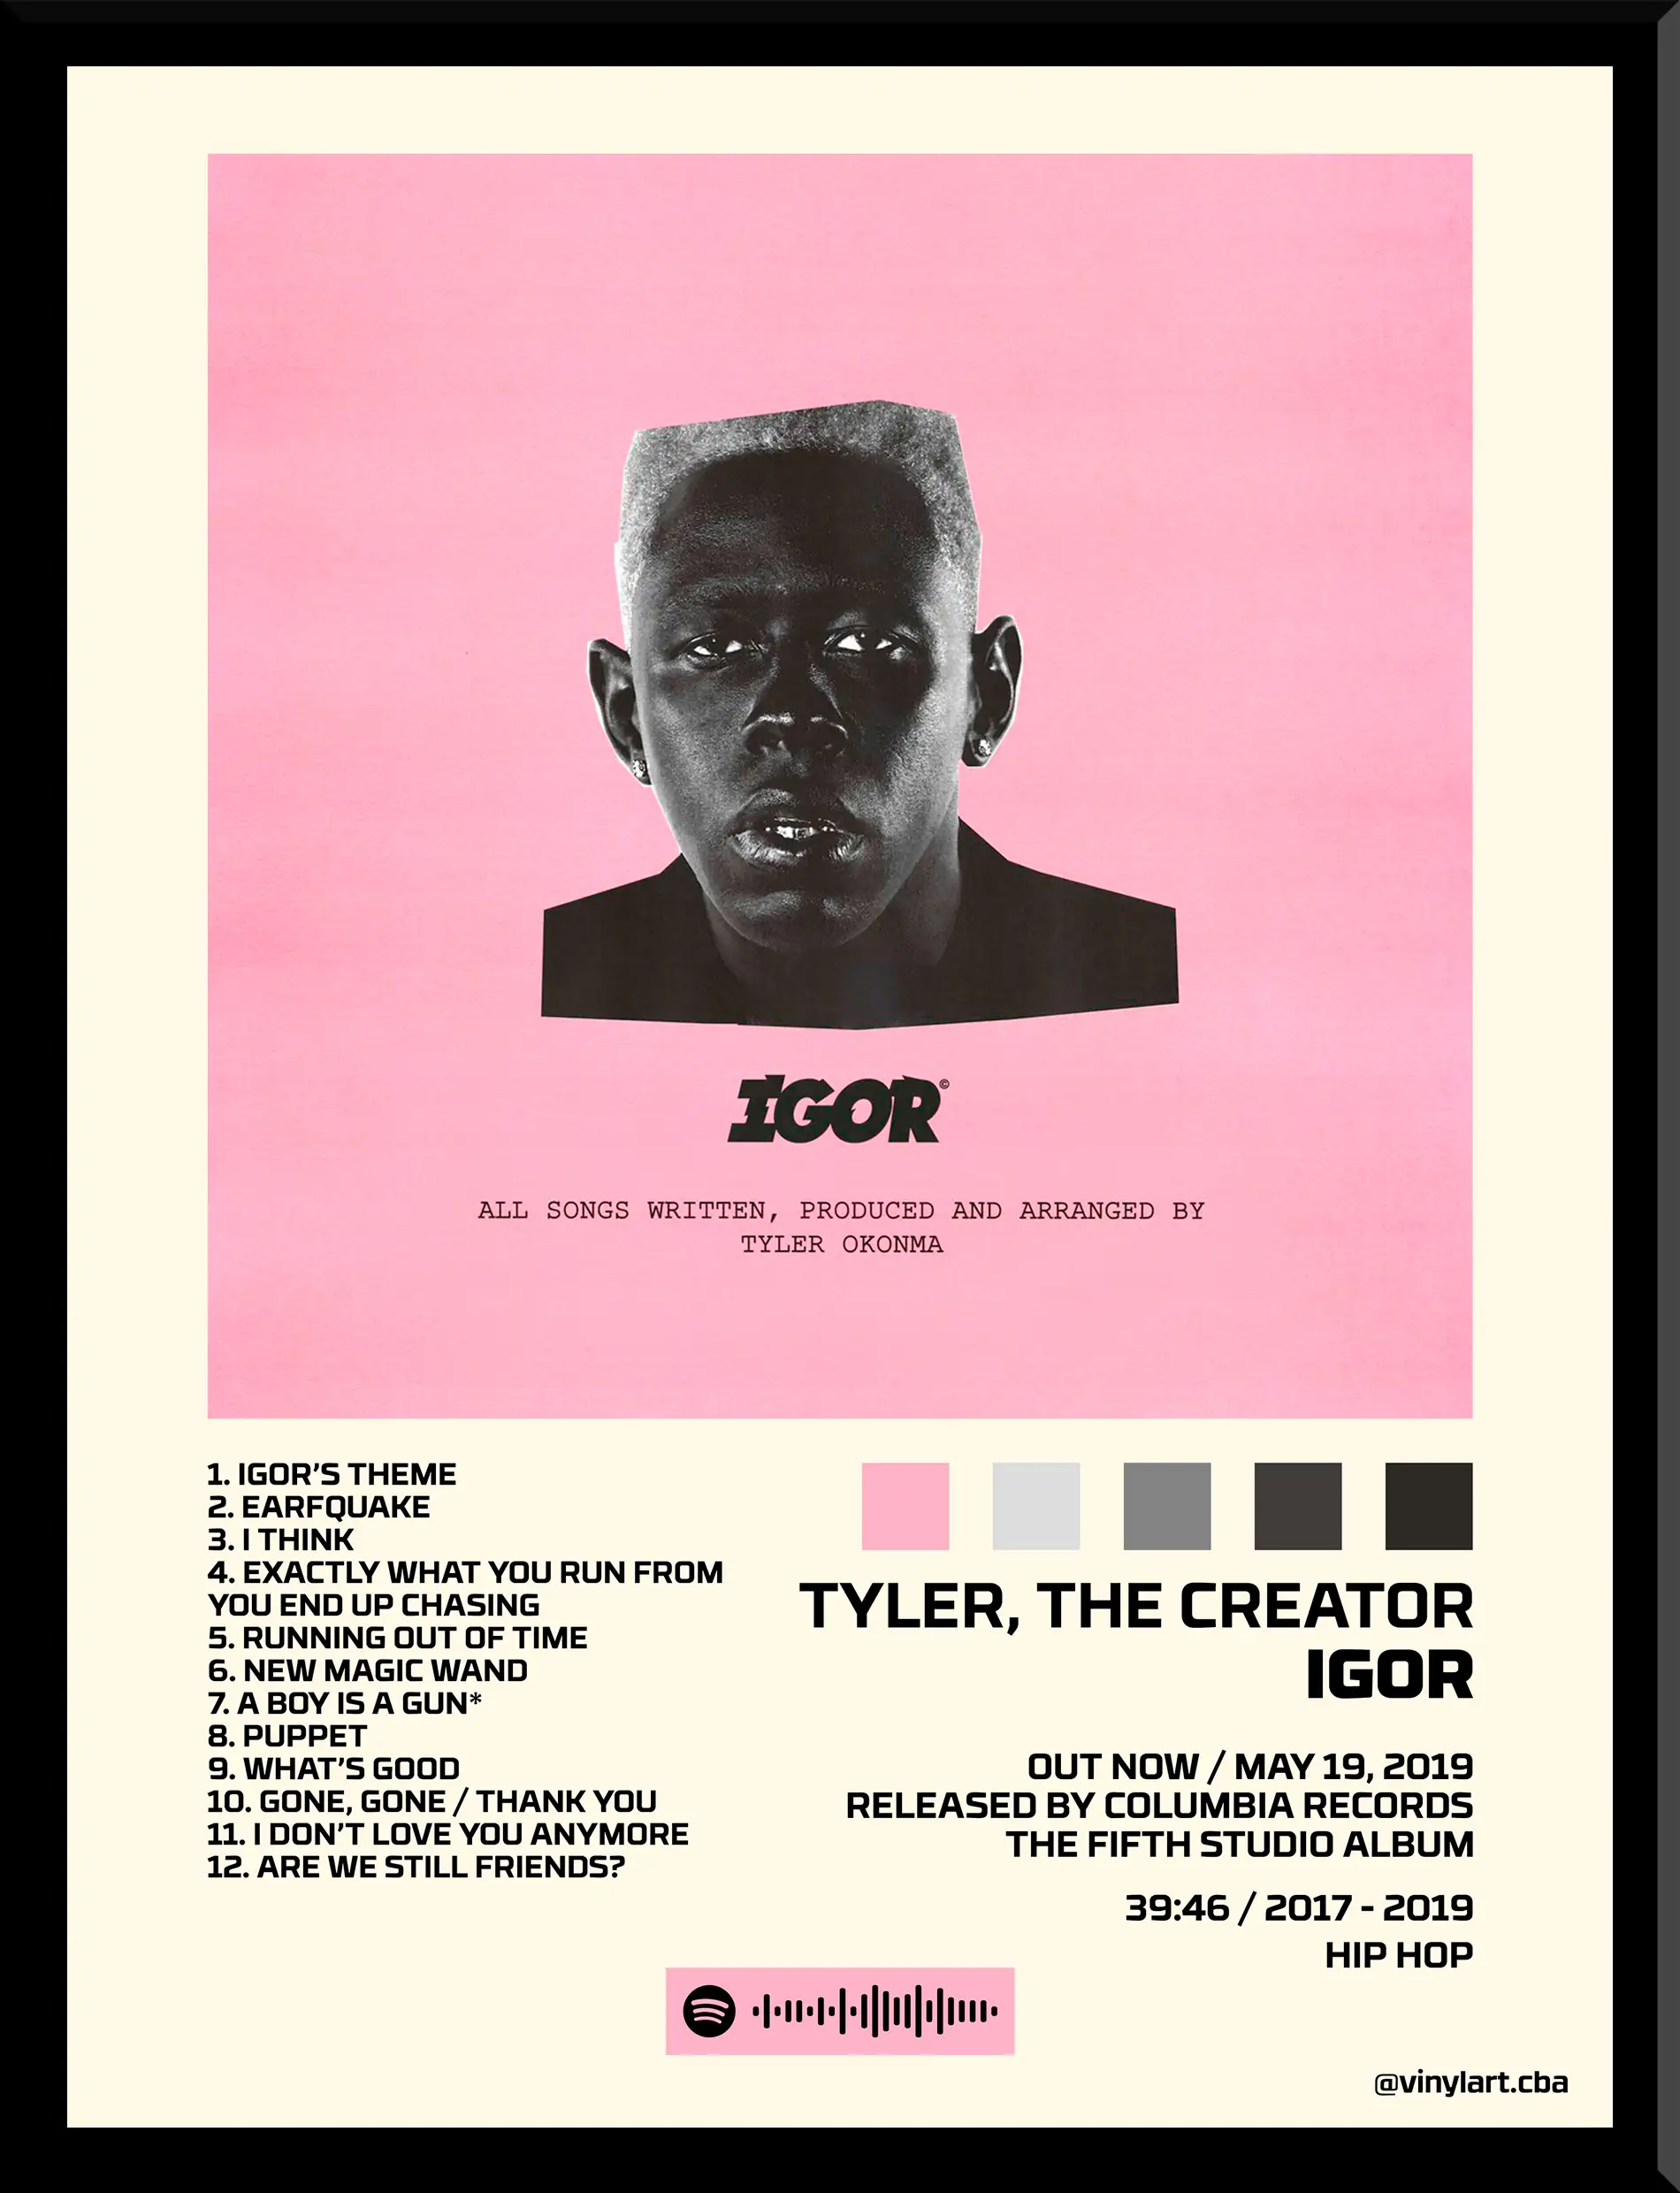 IGOR©
ALL SONGS WRITTEN, PRODUCED AND ARRANGED BY
TYLER OKONMA
1. IGOR'S THEME
2. EARFQUAKE
3. I THINK
4. EXACTLY WHAT YOU RUN FROM
YOU END UP CHASING
5. RUNNING OUT OF TIME
6. NEW MAGIC WAND
7. A BOY IS A GUN*
8. PUPPET
9. WHAT'S GOOD
10. GONE, GONE / THANK YOU
11. I DON'T LOVE YOU ANYMORE
12. ARE WE STILL FRIENDS?
TYLER, THE CREATOR
IGOR
OUT NOW / MAY 19, 2019
RELEASED BY COLUMBIA RECORDS
THE FIFTH STUDIO ALBUM
39:46 / 2017 - 2019
HIP HOP
@vinylart.cba